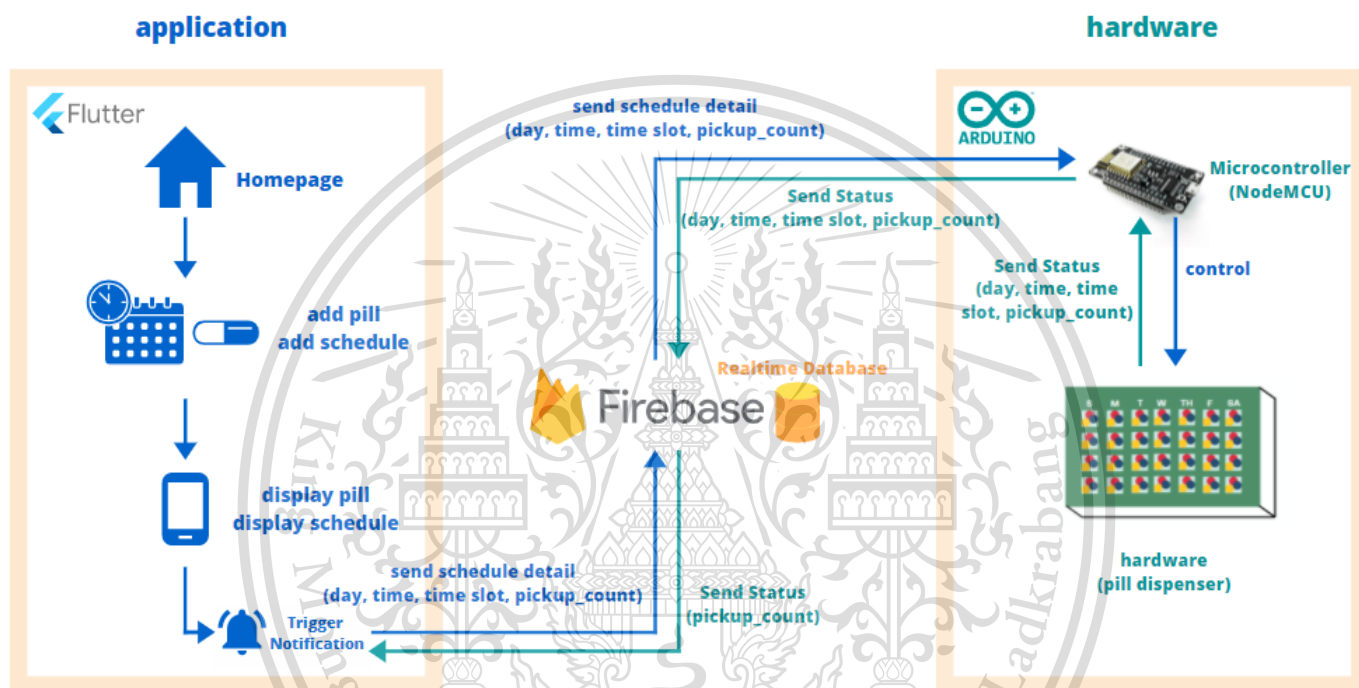 application
hardware
Flutter
Homepage
add pill
add schedule
display pill
display schedule
Trigger
Notification
send schedule detail
(day, time, time slot, pickup_count)
Send Status
(day, time, time slot, pickup_count)
Realtime Database
Firebase
send schedule detail
(day, time, time slot, pickup_count)
Send Status
(pickup_count)
ARDUINO
Microcontroller
(NodeMCU)
Send Status
(day, time, time
slot, pickup_count)
control
S M T W TH F SA
hardware
(pill dispenser)
King M
Ladkrabang